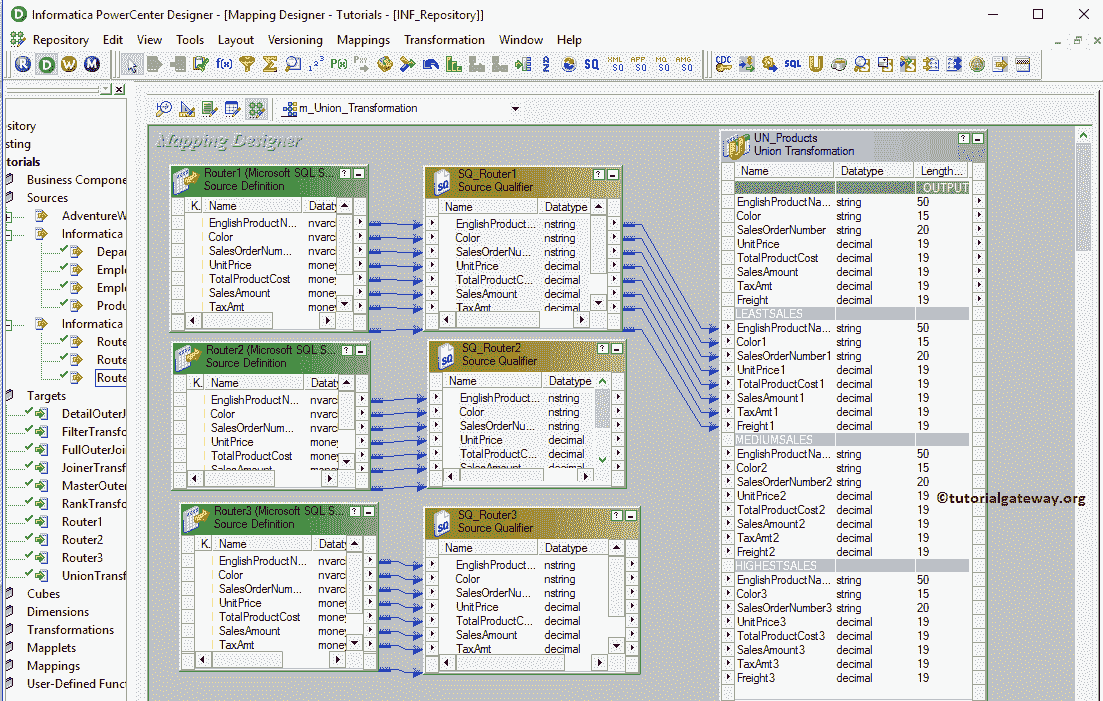 Informatica PowerCenter Designer - [Mapping Designer - Tutorials - [INF_Repository]]
Repository Edit View Tools Layout Versioning Mappings Transformation Window Help
m_Union_Transformation
sitory
sting
torials
Business Compone
Sources
AdventureW
Informatica
Depar
Emplo
Emplo
Produ
Informatica
Route
Route
Route
Targets
DetailOuterJ
FilterTransfo
FullOuterJoi
JoinerTransf
MasterOuter
RankTransfo
Router1
Router2
Router3
UnionTransf
Cubes
Dimensions
Transformations
Mapplets
Mappings
User-Defined Func
Mapping Designer
Router1 (Microsoft SQL S...
Source Definition
K. Name Datat
EnglishProductN... nvarc
Color nvarc
SalesOrderNum... nvarc
UnitPrice money
TotalProductCost money
SalesAmount money
TaxAmt money
SQ_Router1
Source Qualifier
Name Datatype
EnglishProduct... nstring
Color nstring
SalesOrderNu... nstring
UnitPrice decimal
TotalProductC... decimal
SalesAmount decimal
TaxAmt decimal
Router2 (Microsoft SQL S...
Source Definition
K. Name Datat
EnglishProductN... nvarc
Color nvarc
SalesOrderNum... nvarc
UnitPrice money
TotalProductCost money
SalesAmount money
SQ_Router2
Source Qualifier
Name Datatype
EnglishProduct... nstring
Color nstring
SalesOrderNu... nstring
UnitPrice decimal
TotalProductC... decimal
SalesAmount decimal
Router3 (Microsoft SQL S...
Source Definition
K. Name Datat
EnglishProductN... nvarc
Color nvarc
SalesOrderNum... nvarc
UnitPrice money
TotalProductCost money
SalesAmount money
TaxAmt money
SQ_Router3
Source Qualifier
Name Datatype
EnglishProduct... nstring
Color nstring
SalesOrderNu... nstring
UnitPrice decimal
TotalProductC... decimal
SalesAmount decimal
TaxAmt decimal
UN_Products
Union Transformation
Name Datatype Length...
OUTPUT
EnglishProductNa... string 50
Color string 15
SalesOrderNumber string 20
UnitPrice decimal 19
TotalProductCost decimal 19
SalesAmount decimal 19
TaxAmt decimal 19
Freight decimal 19
LEASTSALES
EnglishProductNa... string 50
Color1 string 15
SalesOrderNumber1 string 20
UnitPrice1 decimal 19
TotalProductCost1 decimal 19
SalesAmount1 decimal 19
TaxAmt1 decimal 19
Freight1 decimal 19
MEDIUMSALES
EnglishProductNa... string 50
Color2 string 15
SalesOrderNumber2 string 20
UnitPrice2 decimal 19
TotalProductCost2 decimal 19
SalesAmount2 decimal 19
TaxAmt2 decimal 19
Freight2 decimal 19
HIGHESTSALES
EnglishProductNa... string 50
Color3 string 15
SalesOrderNumber3 string 20
UnitPrice3 decimal 19
TotalProductCost3 decimal 19
SalesAmount3 decimal 19
TaxAmt3 decimal 19
Freight3 decimal 19
©tutorialgateway.org